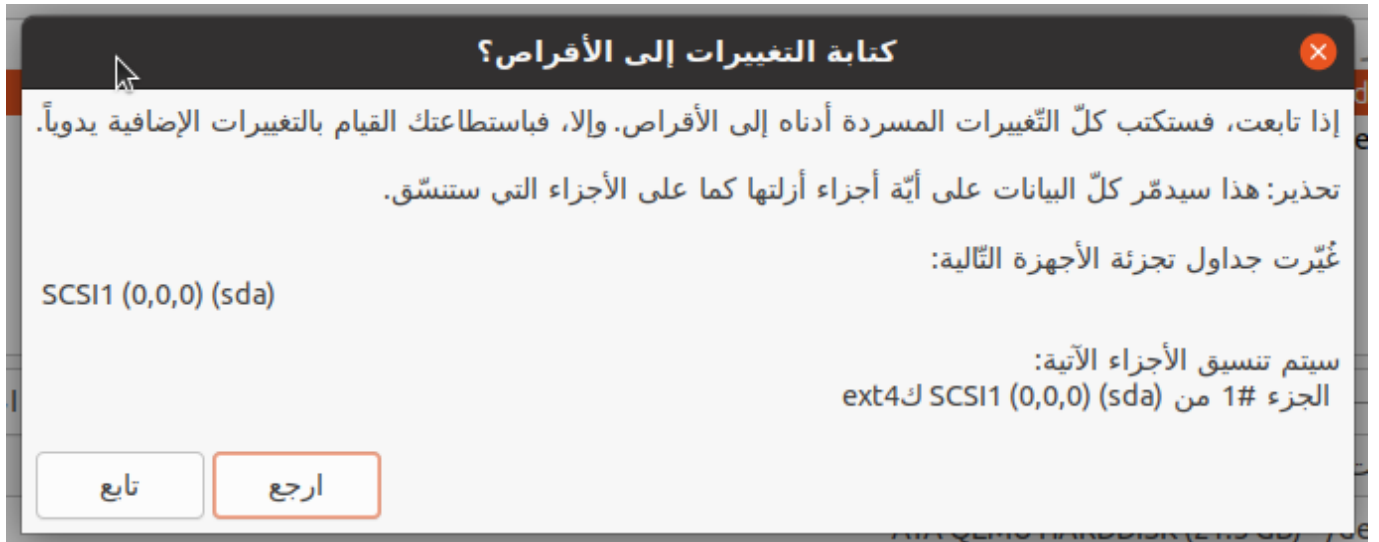 كتابة التغييرات إلى الأقراص؟
إذا تابعت، فستكتب كلّ التّغييرات المسردة أدناه إلى الأقراص. وإلا، فباستطاعتك القيام بالتغييرات الإضافية يدوياً.
تحذير: هذا سيدمّر كلّ البيانات على أيّة أجزاء أزلتها كما على الأجزاء التي ستنسّق.
غُيّرت جداول تجزئة الأجهزة التّالية:
SCSI1 (0,0,0) (sda)
سيتم تنسيق الأجزاء الآتية:
الجزء #1 من SCSI1 (0,0,0) (sda) كext4
ارجع
تابع